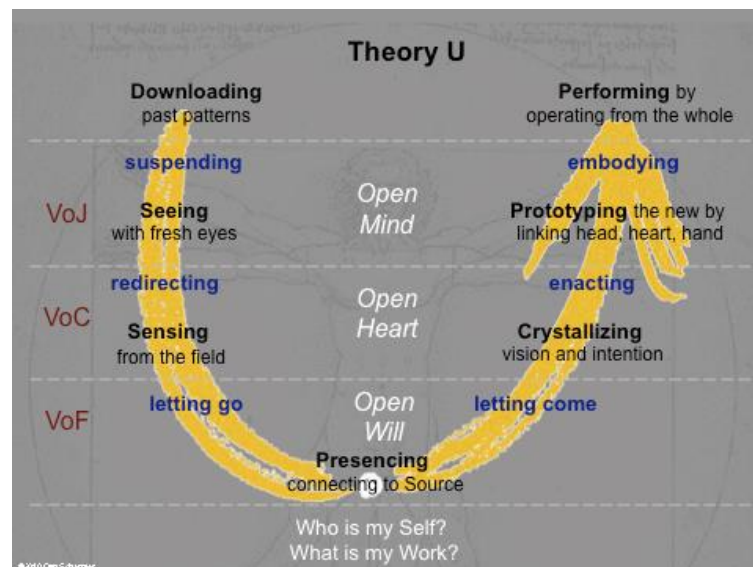 Theory U
Downloading
past patterns
Performing by
operating from the whole
suspending
embodying
VoJ
Open
Mind
Seeing
with fresh eyes
Prototyping the new by
linking head, heart, hand
redirecting
enacting
VoC
Open
Heart
Sensing
from the field
Crystallizing
vision and intention
letting go
letting come
VoF
Open
Will
Presencing
connecting to Source
Who is my Self?
What is my Work?